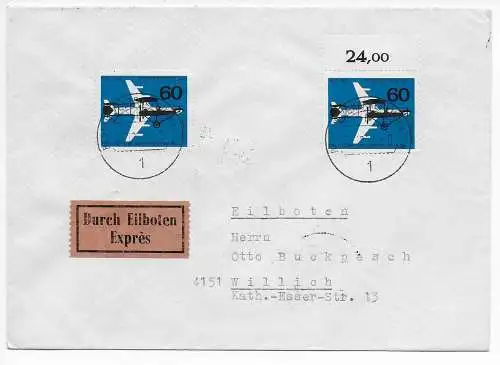 24,00
60
60
1
1
Durch Eilboten
Exprès
Eilboten
Herrn
Otto Buckpesch
4151 Willich
Kath.-Esser-Str. 13